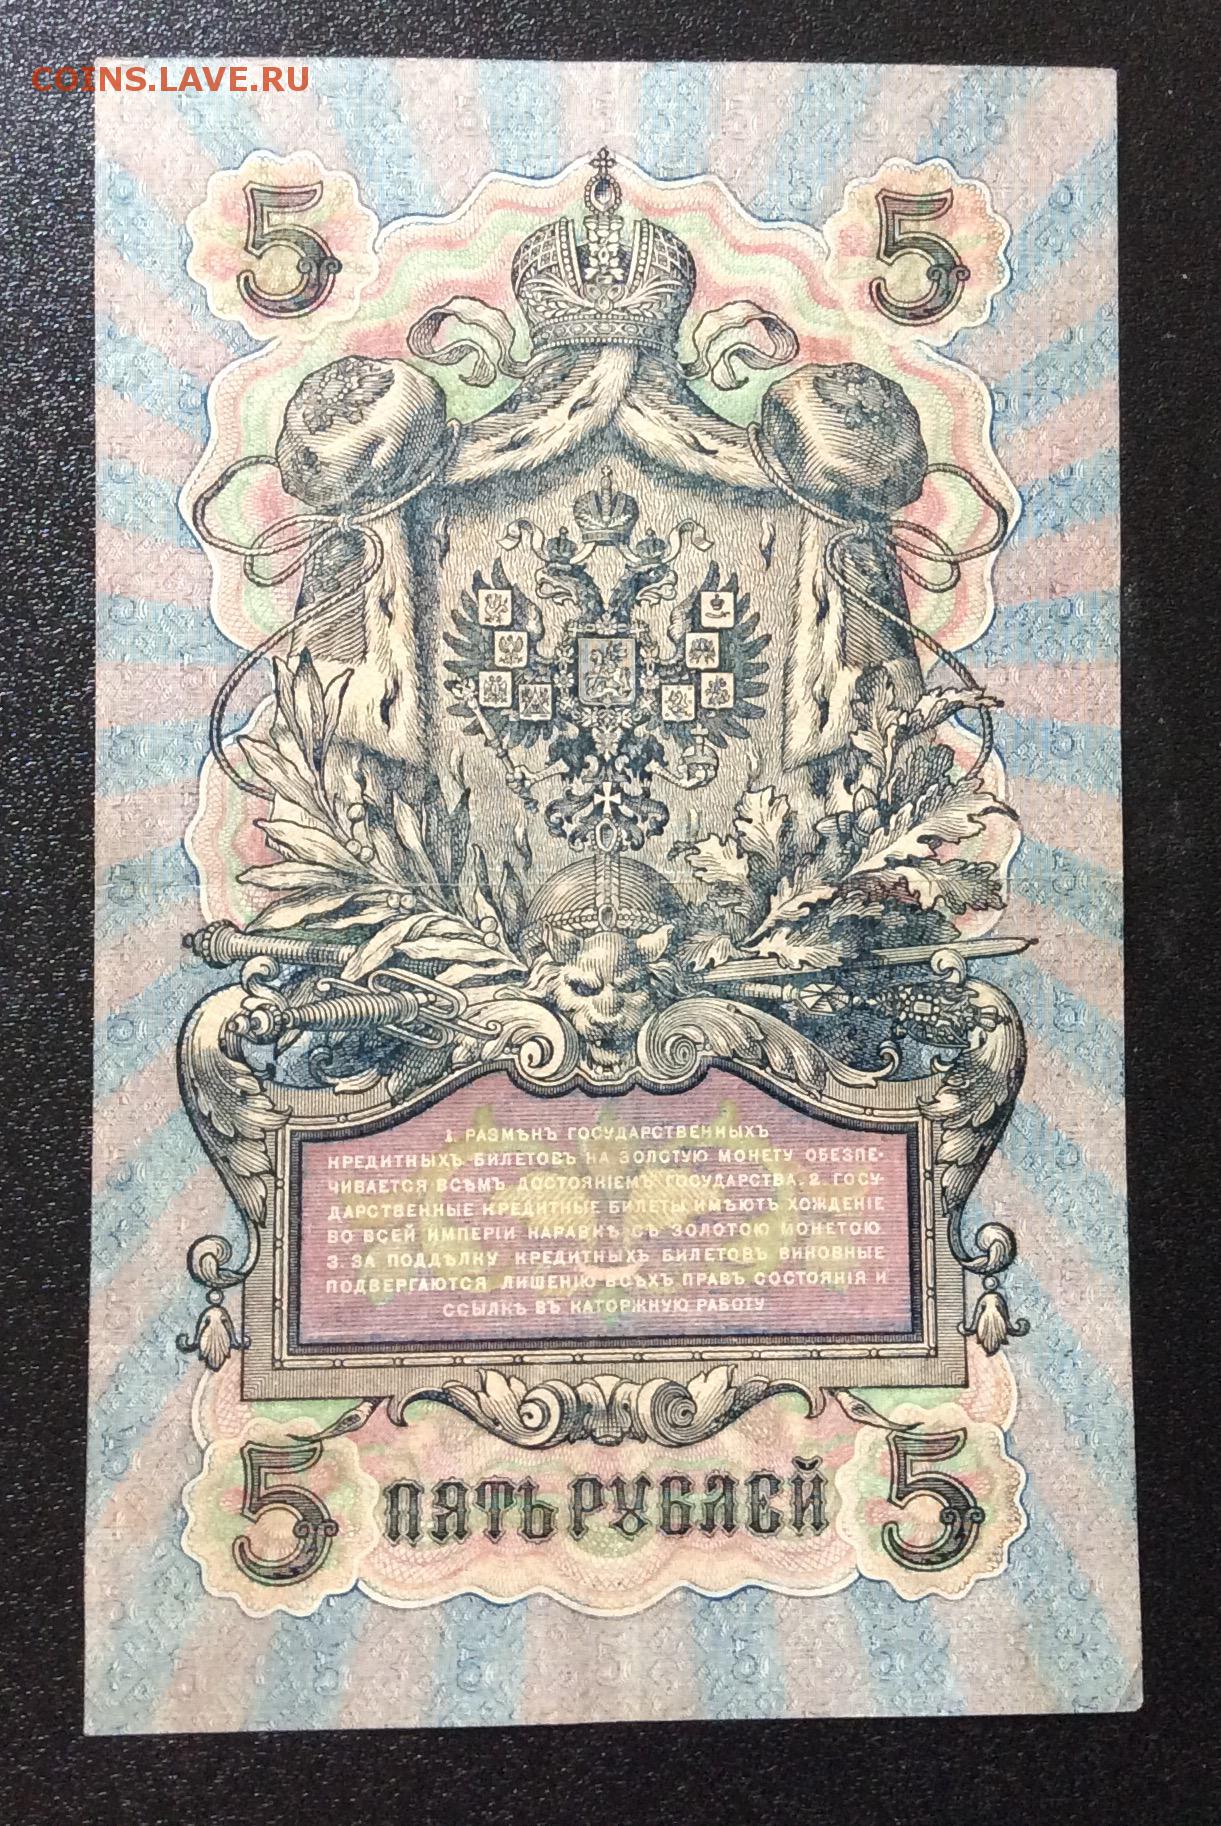 COINS.LAVE.RU
5 5
1. РАЗМѢНЪ ГОСУДАРСТВЕННЫХЪ
КРЕДИТНЫХЪ БИЛЕТОВЪ НА ЗОЛОТУЮ МОНЕТУ ОБЕЗПЕ-
ЧИВАЕТСЯ ВСѢМЪ ДОСТОЯНІЕМЪ ГОСУДАРСТВА. 2. ГОСУ-
ДАРСТВЕННЫЕ КРЕДИТНЫЕ БИЛЕТЫ ИМѢЮТЪ ХОЖДЕНІЕ
ВО ВСЕЙ ИМПЕРІИ НАРАВНѢ СЪ ЗОЛОТОЮ МОНЕТОЮ
3. ЗА ПОДДѢЛКУ КРЕДИТНЫХЪ БИЛЕТОВЪ ВИНОВНЫЕ
ПОДВЕРГАЮТСЯ ЛИШЕНІЮ ВСѢХЪ ПРАВЪ СОСТОЯНІЯ И
ССЫЛКѢ ВЪ КАТОРЖНУЮ РАБОТУ
5 ПЯТЬ РУБЛЕЙ 5